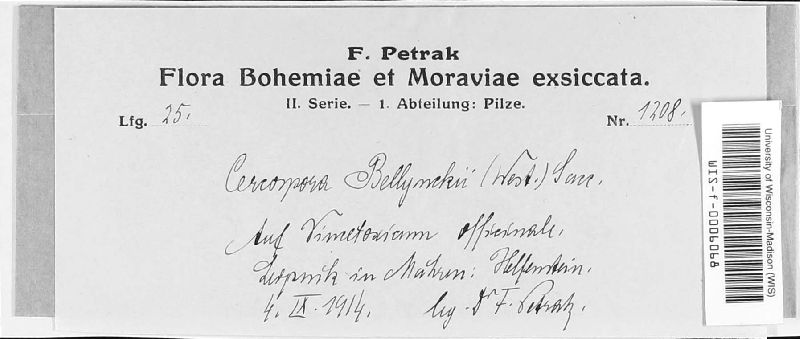 F. Petrak
Flora Bohemiae et Moraviae exsiccata.
II. Serie. — 1. Abteilung: Pilze.
Lfg. 25. Nr. 1208.
Cercospora Bellynckii (West.) Sacc.
Auf Vincetoxicum officinale.
Leipnik in Mähren: Helfenstein.
4. IX. 1914. leg. Dr F. Petrak.
University of Wisconsin-Madison (WIS)
WIS-f-0006068